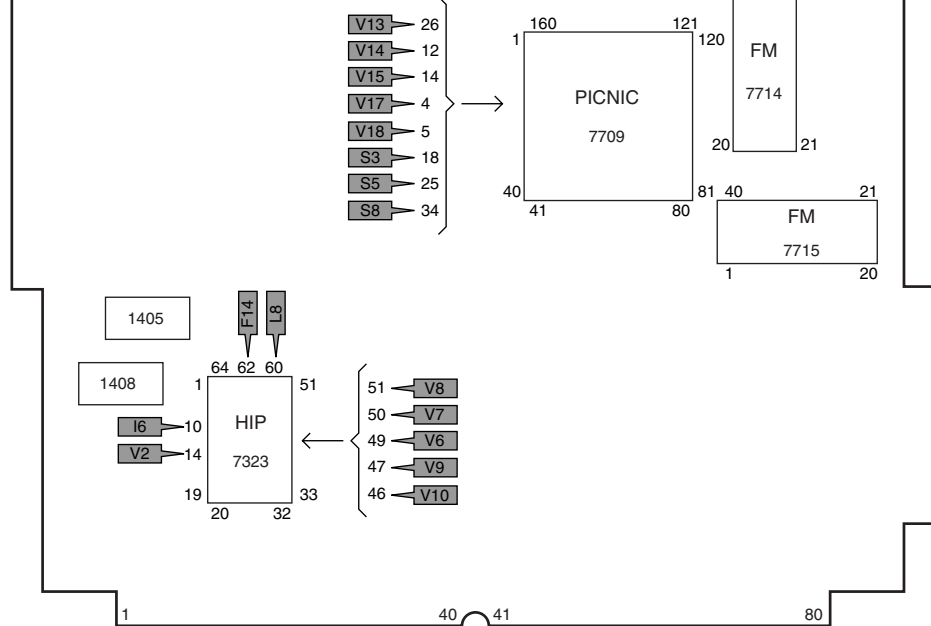 V13 26
V14 12
V15 14
V17 4
V18 5
S3 18
S5 25
S8 34
160 121
1 120
PICNIC
7709
40 81
41 80
FM
7714
20 21
40 21
FM
7715
1 20
1405
1408
F14
L8
64 62 60
1 51
I6 10
V2 14
HIP
7323
19 33
20 32
51 V8
50 V7
49 V6
47 V9
46 V10
1 40 41 80